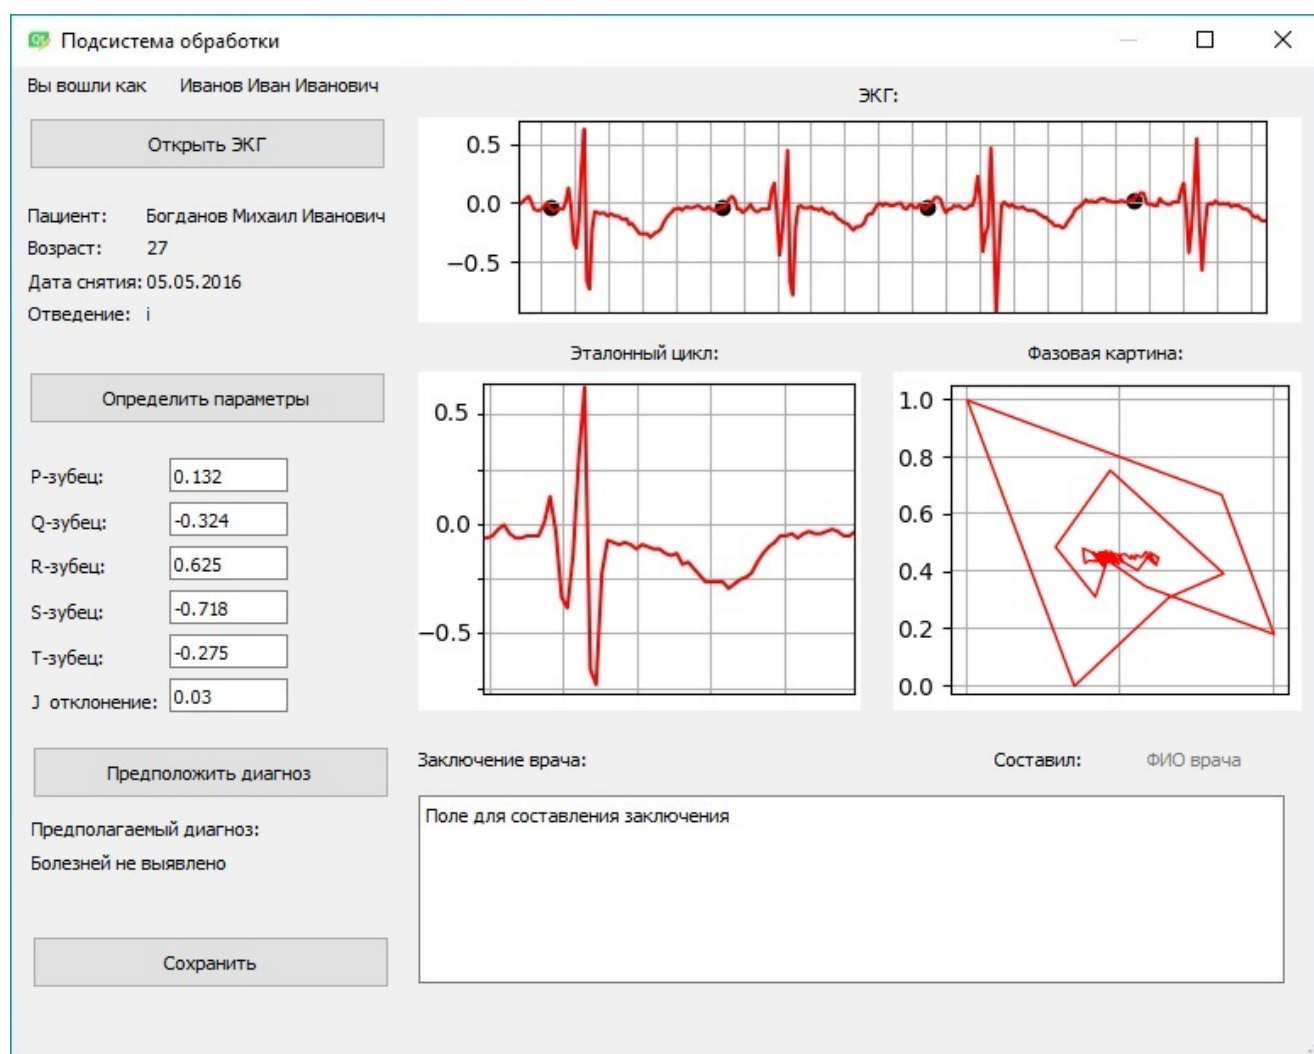 Подсистема обработки
Вы вошли как Иванов Иван Иванович
Открыть ЭКГ
Пациент: Богданов Михаил Иванович
Возраст: 27
Дата снятия: 05.05.2016
Отведение: i
Определить параметры
P-зубец: 0.132
Q-зубец: -0.324
R-зубец: 0.625
S-зубец: -0.718
T-зубец: -0.275
J отклонение: 0.03
Предположить диагноз
Предполагаемый диагноз:
Болезней не выявлено
Сохранить
ЭКГ:
0.5
0.0
−0.5
Эталонный цикл:
0.5
0.0
−0.5
Фазовая картина:
1.0
0.8
0.6
0.4
0.2
0.0
Заключение врача:
Составил: ФИО врача
Поле для составления заключения